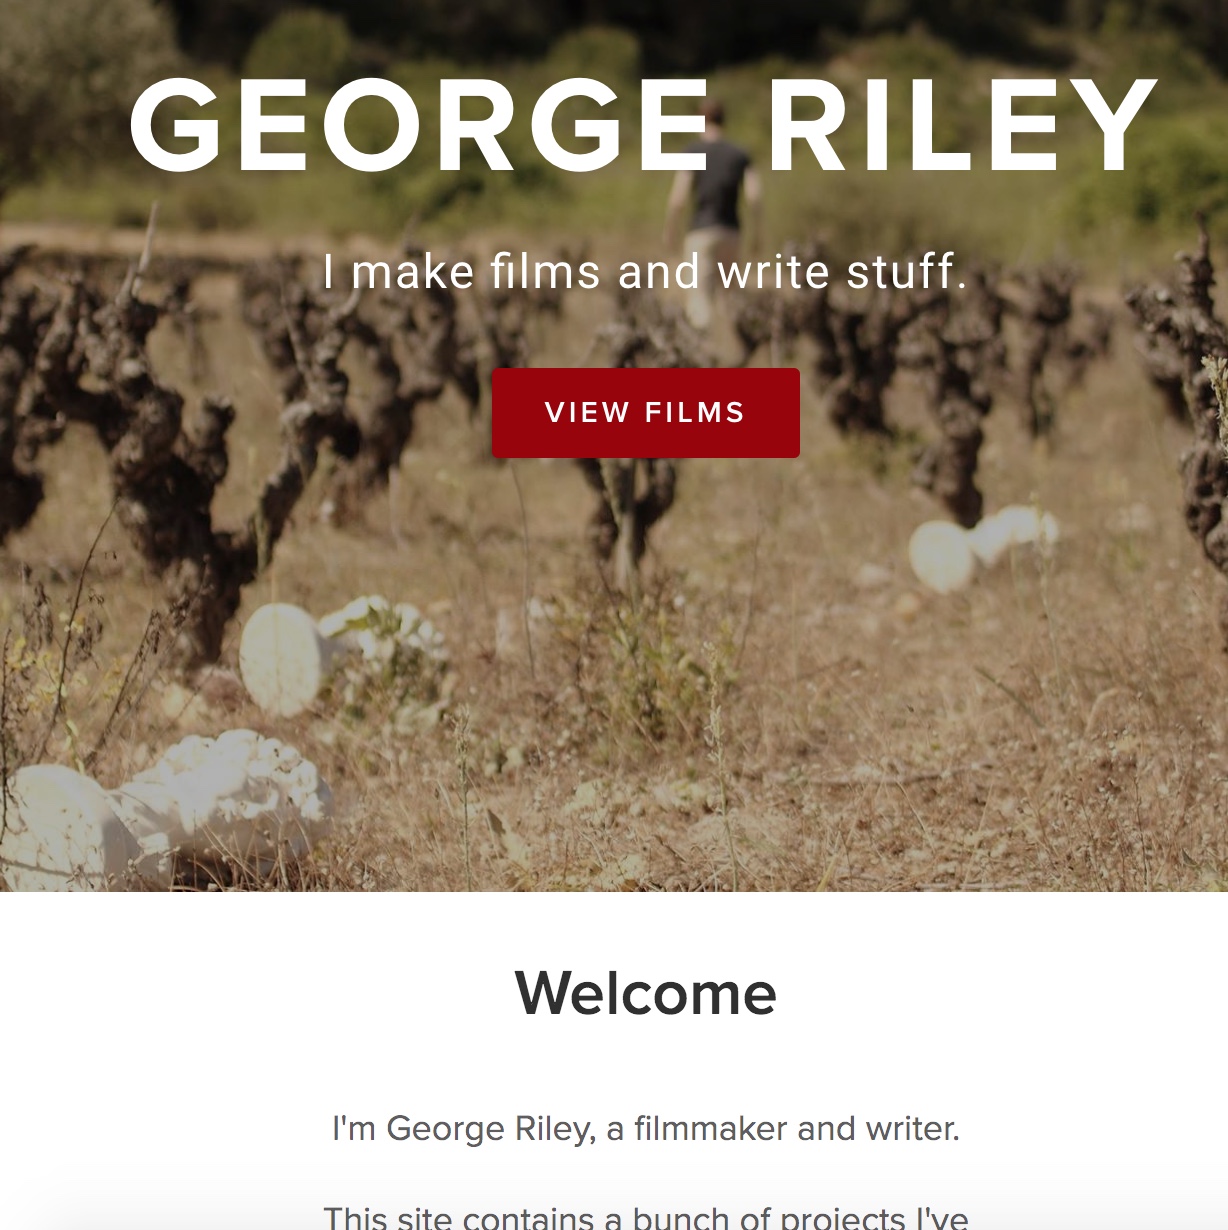 GEORGE RILEY
I make films and write stuff.
VIEW FILMS
Welcome
I'm George Riley, a filmmaker and writer.
This site contains a bunch of projects I've